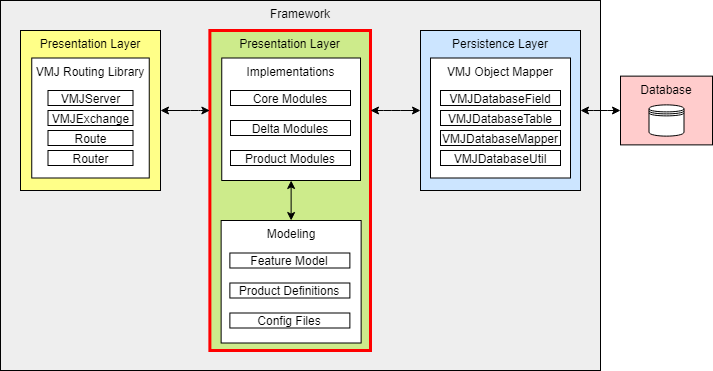 Framework
Presentation Layer
VMJ Routing Library
VMJServer
VMJExchange
Route
Router
Presentation Layer
Implementations
Core Modules
Delta Modules
Product Modules
Modeling
Feature Model
Product Definitions
Config Files
Persistence Layer
VMJ Object Mapper
VMJDatabaseField
VMJDatabaseTable
VMJDatabaseMapper
VMJDatabaseUtil
Database